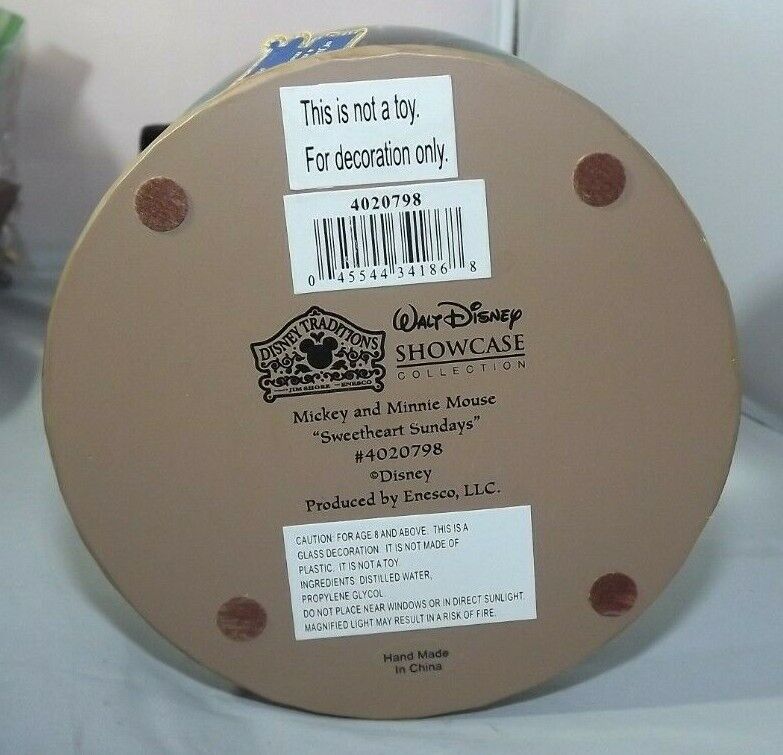 This is not a toy.
For decoration only.
4020798
0 45544 34186 8
DISNEY TRADITIONS
JIM SHORE ENESCO
WALT DISNEY
SHOWCASE
COLLECTION
Mickey and Minnie Mouse
"Sweetheart Sundays"
#4020798
©Disney
Produced by Enesco, LLC.
CAUTION: FOR AGE 8 AND ABOVE. THIS IS A
GLASS DECORATION. IT IS NOT MADE OF
PLASTIC. IT IS NOT A TOY
INGREDIENTS: DISTILLED WATER,
PROPYLENE GLYCOL
DO NOT PLACE NEAR WINDOWS OR IN DIRECT SUNLIGHT.
MAGNIFIED LIGHT MAY RESULT IN A RISK OF FIRE.
Hand Made
In China